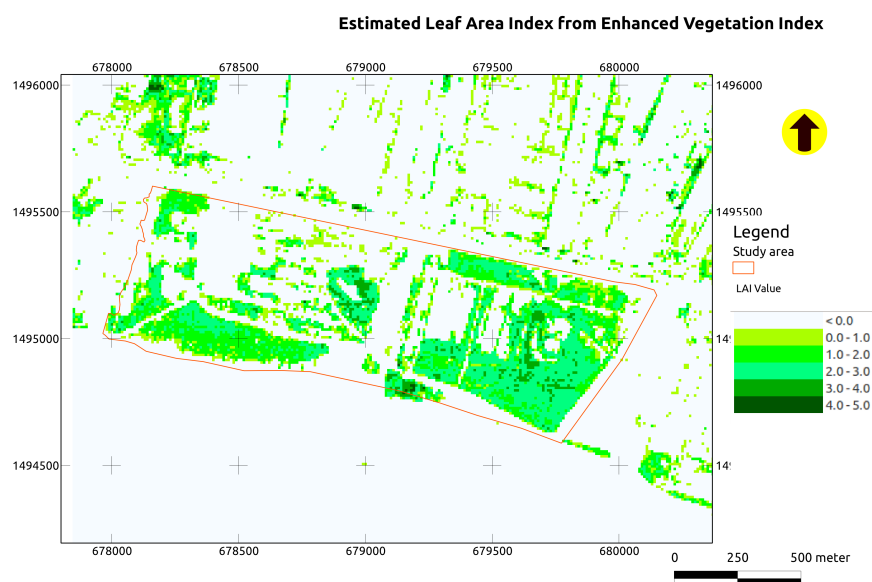 Estimated Leaf Area Index from Enhanced Vegetation Index
678000 678500 679000 679500 680000
1496000 1496000
1495500 1495500
Legend
Study area
LAI Value
< 0.0
1495000 149
0.0 - 1.0
1.0 - 2.0
2.0 - 3.0
3.0 - 4.0
4.0 - 5.0
1494500 149
678000 678500 679000 679500 680000
0 250 500 meter